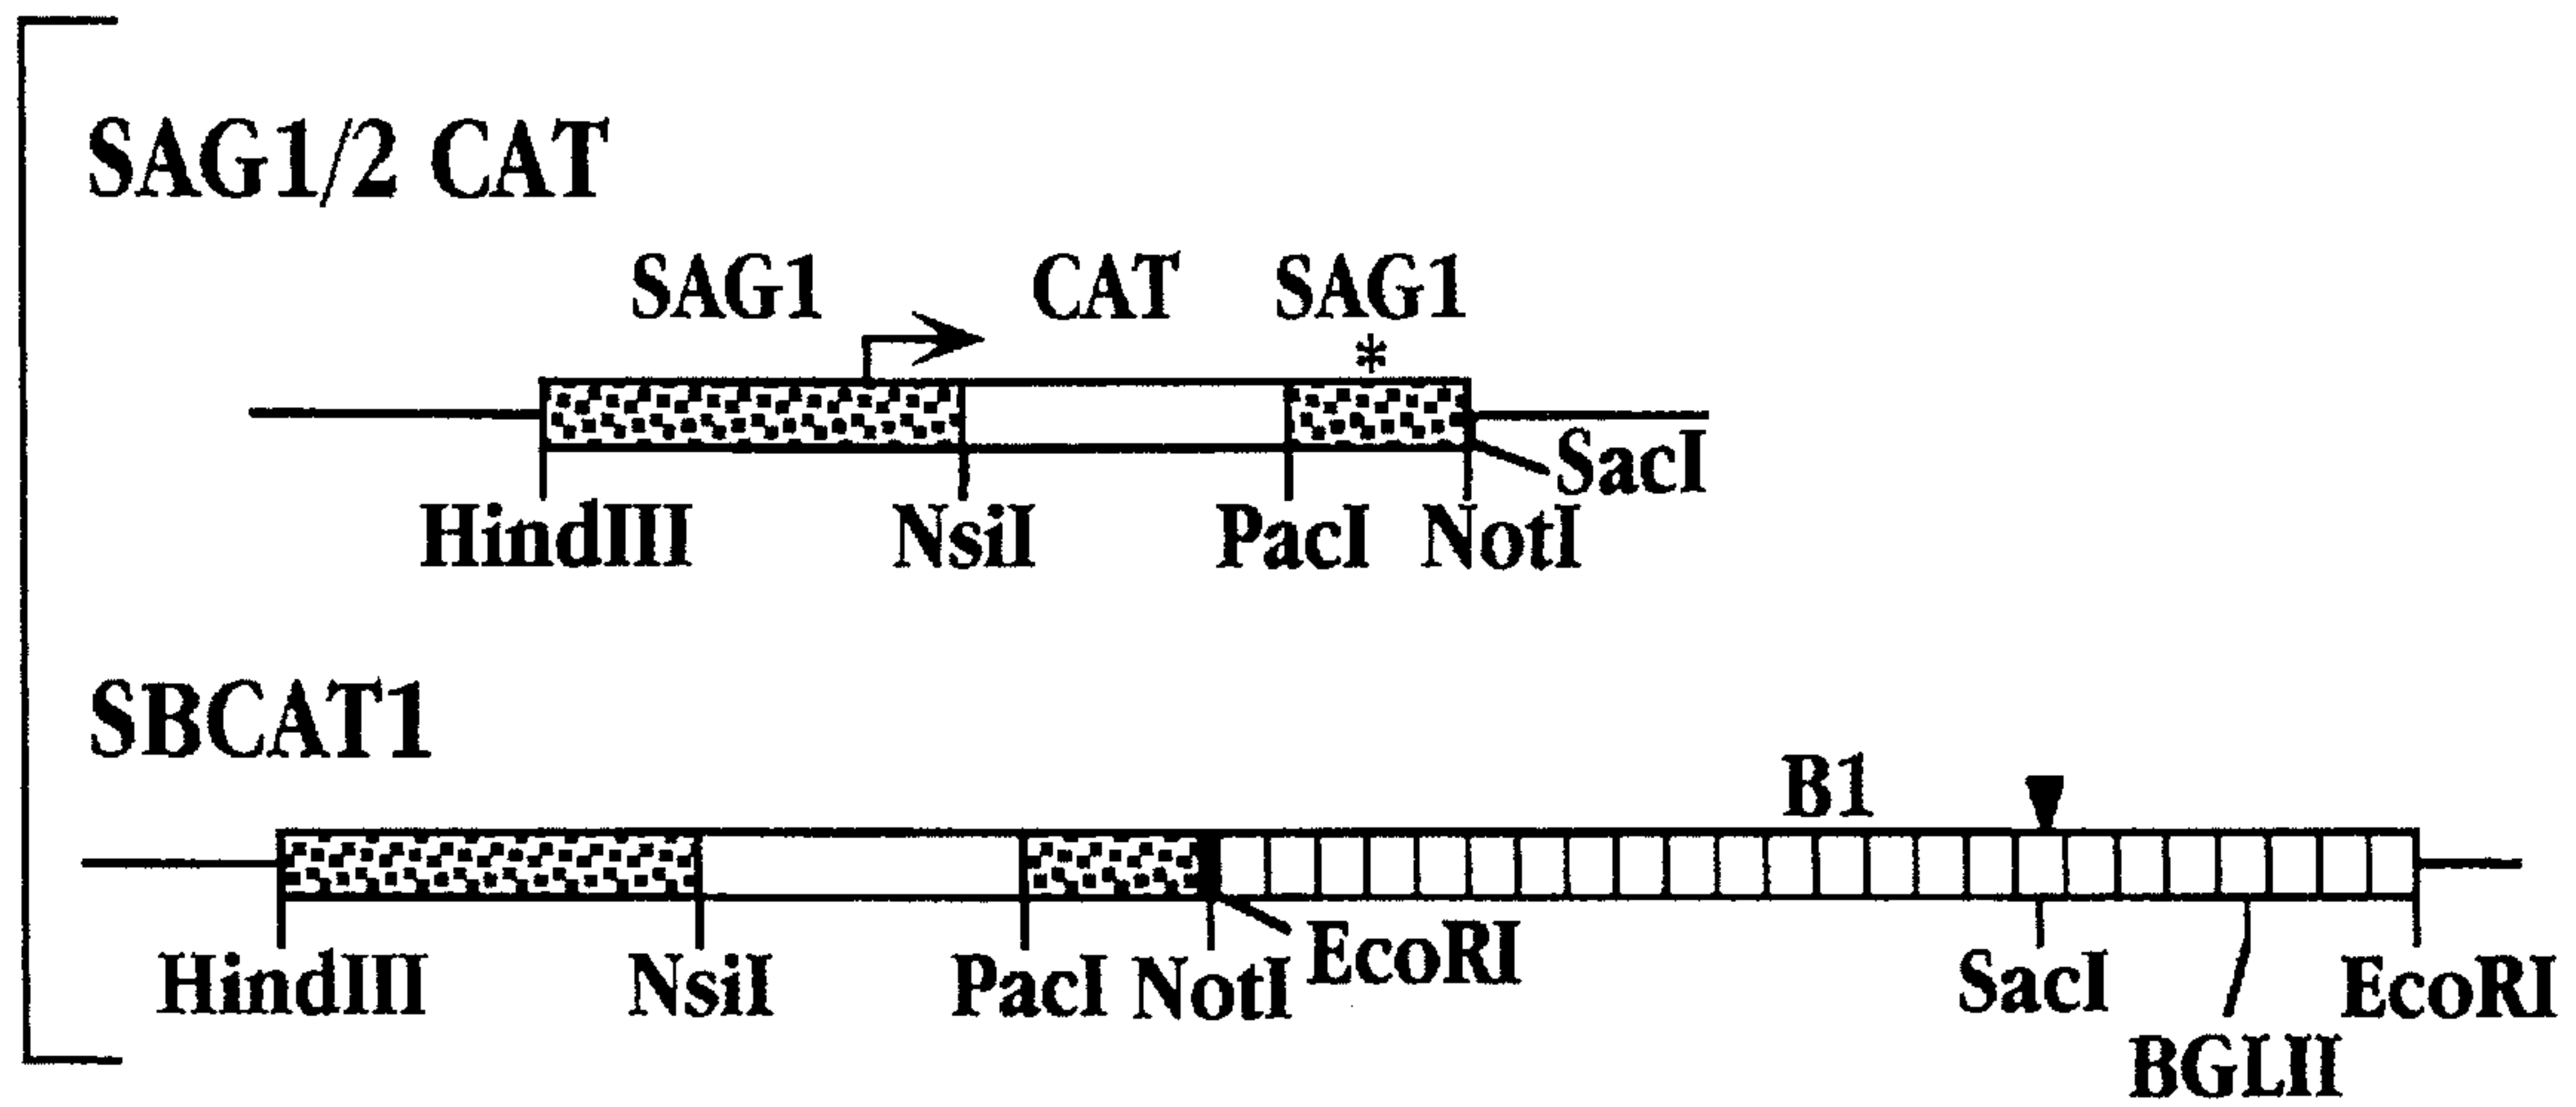 SAG1/2 CAT
SAG1 CAT SAG1
*
SacI
HindIII NsiI PacI NotI
SBCAT1
B1
EcoRI
HindIII NsiI PacI NotI SacI EcoRI
BGLII